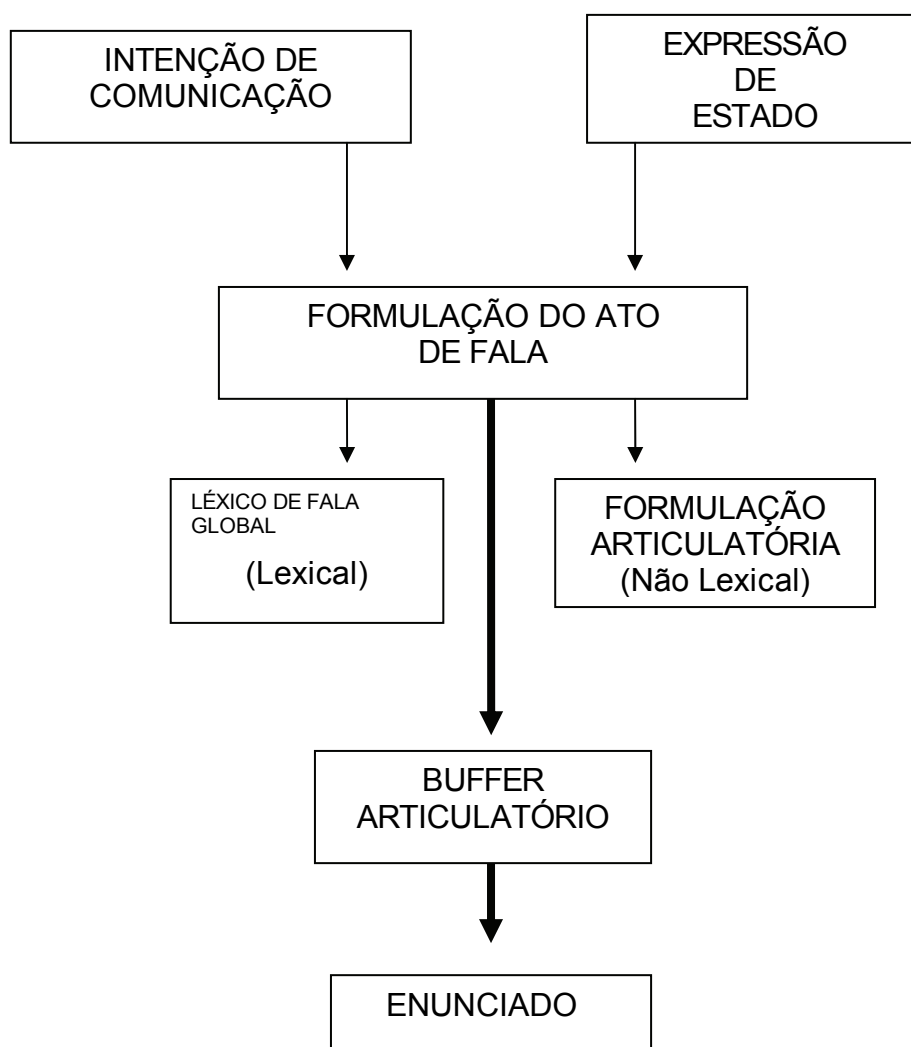 INTENÇÃO DE
COMUNICAÇÃO
EXPRESSÃO
DE
ESTADO
FORMULAÇÃO DO ATO
DE FALA
LÉXICO DE FALA
GLOBAL
(Lexical)
FORMULAÇÃO
ARTICULATÓRIA
(Não Lexical)
BUFFER
ARTICULATÓRIO
ENUNCIADO